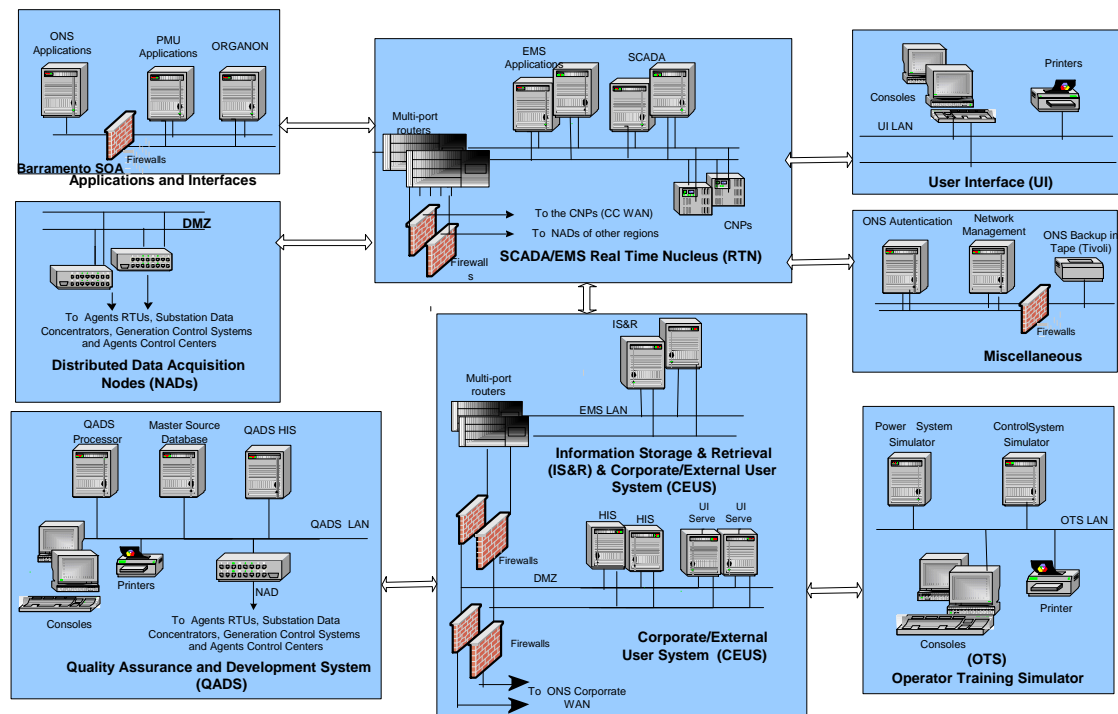 ONS
Applications
PMU
Applications
ORGANON
Firewalls
Barramento SOA
Applications and Interfaces
EMS
Applications
SCADA
Multi-port
routers
CNPs
To the CNPs (CC WAN)
To NADs of other regions
Firewall
s
SCADA/EMS Real Time Nucleus (RTN)
Consoles
Printers
UI LAN
User Interface (UI)
DMZ
To Agents RTUs, Substation Data
Concentrators, Generation Control Systems
and Agents Control Centers
Distributed Data Acquisition
Nodes (NADs)
ONS Autentication
Network
Management
ONS Backup in
Tape (Tivoli)
Firewalls
Miscellaneous
IS&R
Multi-port
routers
EMS LAN
Information Storage & Retrieval
(IS&R) & Corporate/External User
System (CEUS)
HIS
HIS
UI
Serve
UI
Serve
Firewalls
DMZ
Firewalls
Corporate/External
User System (CEUS)
To ONS Corporrate
WAN
QADS
Processor
Master Source
Database
QADS HIS
QADS LAN
Printers
NAD
Consoles
To Agents RTUs, Substation Data
Concentrators, Generation Control Systems
and Agents Control Centers
Quality Assurance and Development System
(QADS)
Power System
Simulator
ControlSystem
Simulator
OTS LAN
Printer
Consoles
(OTS)
Operator Training Simulator